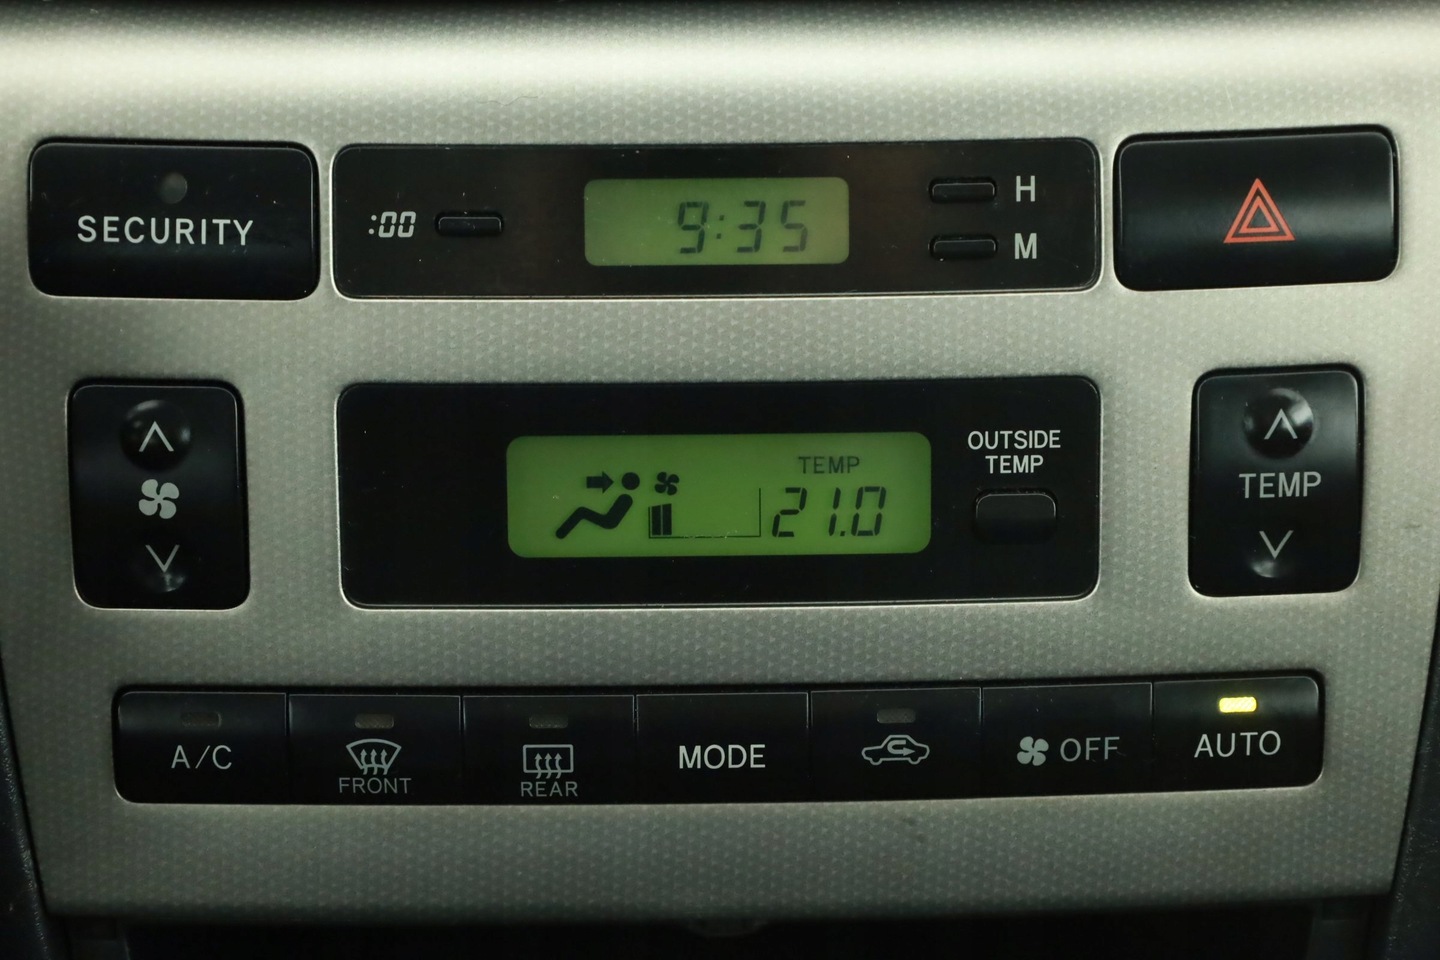 SECURITY
:00
9:35
H
M
OUTSIDE
TEMP
TEMP
21.0
TEMP
A/C
FRONT
REAR
MODE
OFF
AUTO